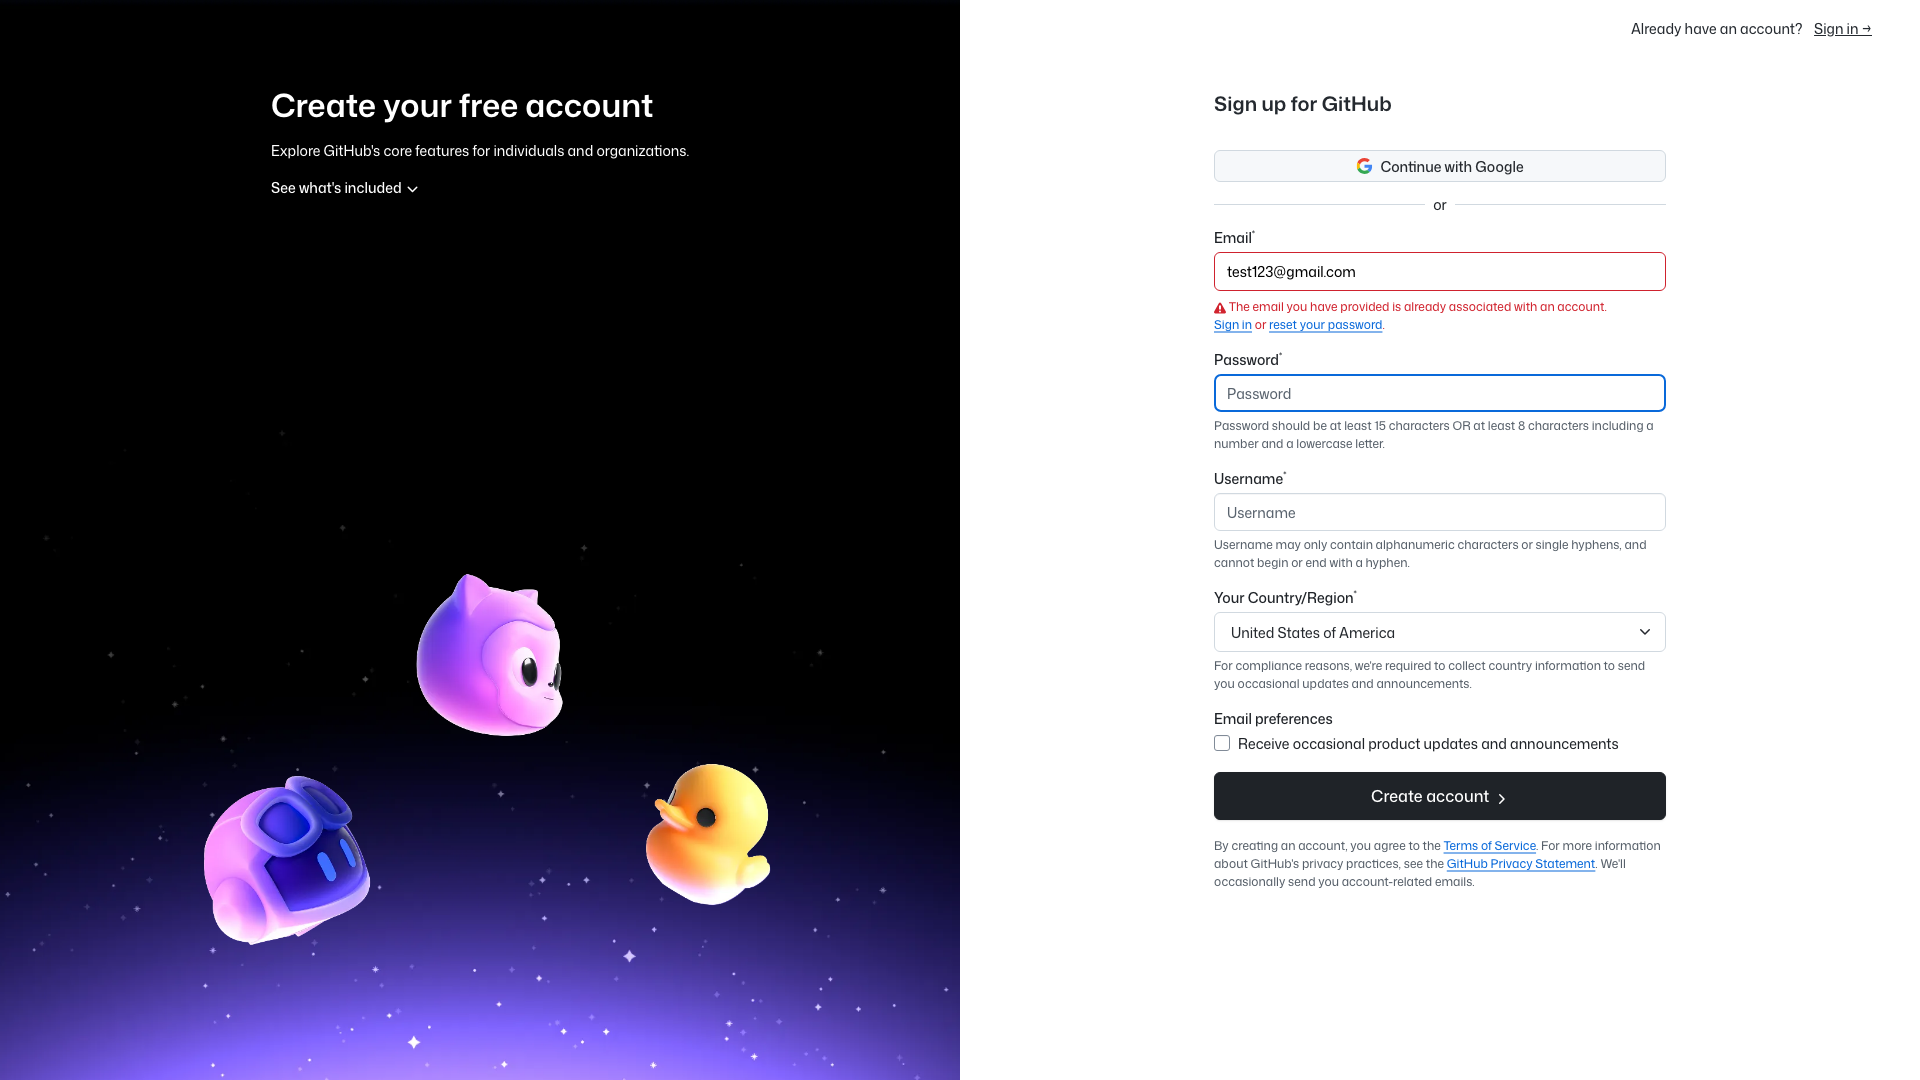 Already have an account? Sign in →
Create your free account
Explore GitHub's core features for individuals and organizations.
See what's included
Sign up for GitHub
Continue with Google
or
Email*
test123@gmail.com
The email you have provided is already associated with an account.
Sign in or reset your password.
Password*
Password
Password should be at least 15 characters OR at least 8 characters including a
number and a lowercase letter.
Username*
Username
Username may only contain alphanumeric characters or single hyphens, and
cannot begin or end with a hyphen.
Your Country/Region*
United States of America
For compliance reasons, we're required to collect country information to send
you occasional updates and announcements.
Email preferences
Receive occasional product updates and announcements
Create account
By creating an account, you agree to the Terms of Service. For more information
about GitHub's privacy practices, see the GitHub Privacy Statement. We'll
occasionally send you account-related emails.